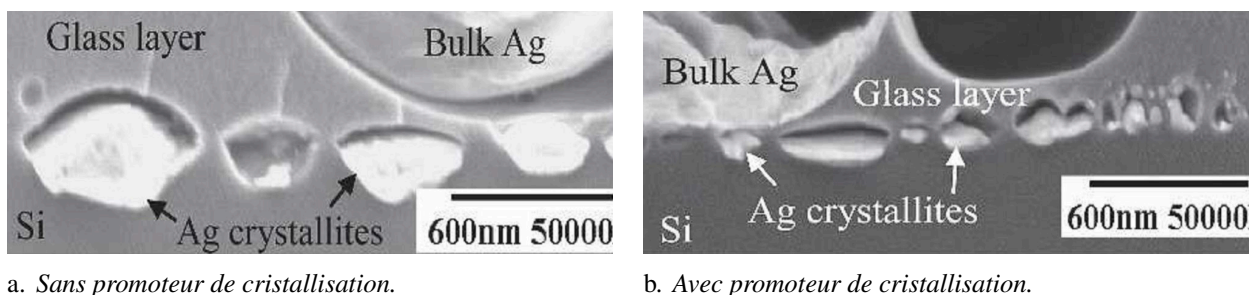 Glass layer
Bulk Ag
Si
Ag crystallites
600nm 50000
Bulk Ag
Glass layer
Si
Ag crystallites
600nm 50000
a. Sans promoteur de cristallisation.
b. Avec promoteur de cristallisation.